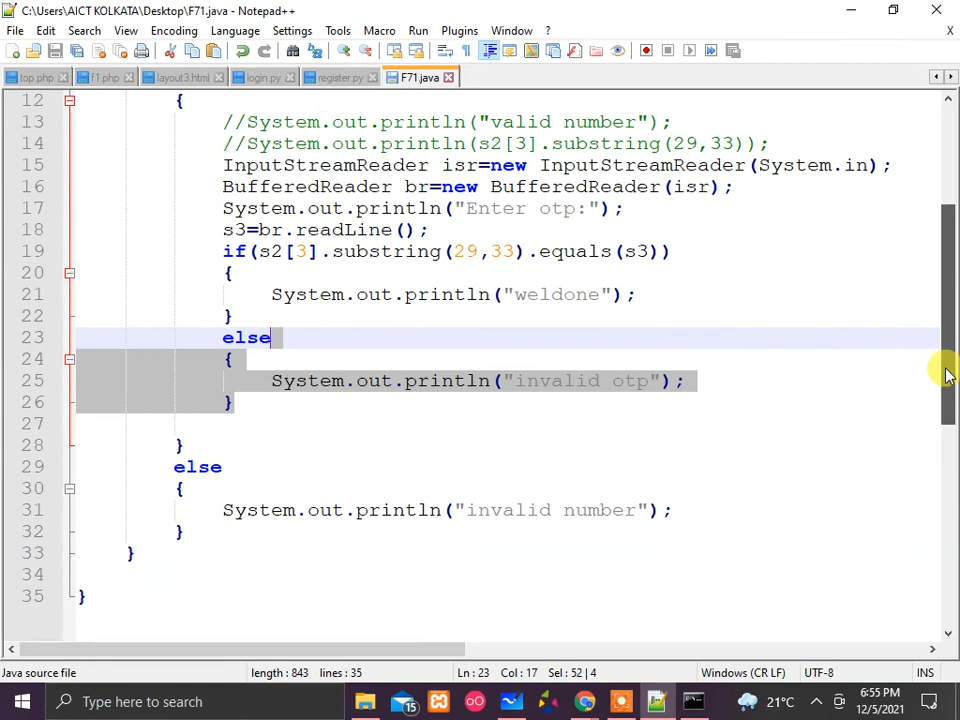 C:\Users\AICT KOLKATA\Desktop\F71.java - Notepad++
File Edit Search View Encoding Language Settings Tools Macro Run Plugins Window ? X
top.php f1.php layout3.html login.py register.py F71.java
12 {
13 //System.out.println("valid number");
14 //System.out.println(s2[3].substring(29,33));
15 InputStreamReader isr=new InputStreamReader(System.in);
16 BufferedReader br=new BufferedReader(isr);
17 System.out.println("Enter otp:");
18 s3=br.readLine();
19 if(s2[3].substring(29,33).equals(s3))
20 {
21 System.out.println("weldone");
22 }
23 else
24 {
25 System.out.println("invalid otp");
26 }
27
28 }
29 else
30 {
31 System.out.println("invalid number");
32 }
33 }
34
35 }
Java source file length : 843 lines : 35 Ln : 23 Col : 17 Sel : 52 | 4 Windows (CR LF) UTF-8 INS
Type here to search 15 21°C 6:55 PM
12/5/2021